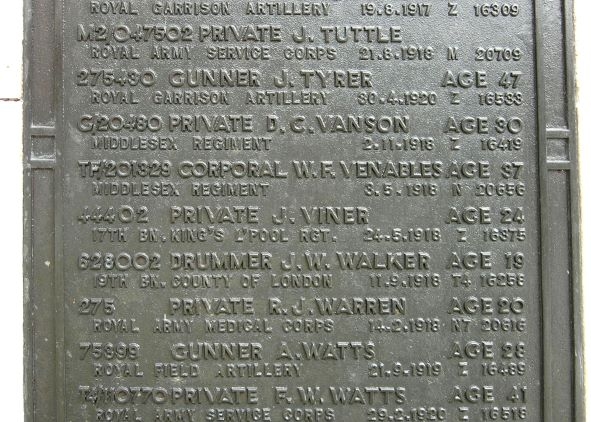 ROYAL GARRISON ARTILLERY 19.8.1917 Z 16309
M2/047502 PRIVATE J. TUTTLE
ROYAL ARMY SERVICE CORPS 21.8.1918 M 20709
275430 GUNNER J. TYRER AGE 47
ROYAL GARRISON ARTILLERY 30.4.1920 Z 16533
G/20480 PRIVATE D. C. VANSON AGE 30
MIDDLESEX REGIMENT 2.11.1918 Z 16419
TF/201329 CORPORAL W. F. VENABLES AGE 37
MIDDLESEX REGIMENT 3.5.1918 N 20656
44402 PRIVATE J. VINER AGE 24
17TH BN. KING'S L'POOL RGT. 24.5.1918 Z 16375
628002 DRUMMER J. W. WALKER AGE 19
19TH BN. COUNTY OF LONDON 11.9.1918 T4 16258
275 PRIVATE R. J. WARREN AGE 20
ROYAL ARMY MEDICAL CORPS 14.2.1918 N7 20616
75899 GUNNER A. WATTS AGE 28
ROYAL FIELD ARTILLERY 21.9.1919 Z 16489
T4/110770 PRIVATE F. W. WATTS AGE 41
ROYAL ARMY SERVICE CORPS 29.2.1920 Z 16518